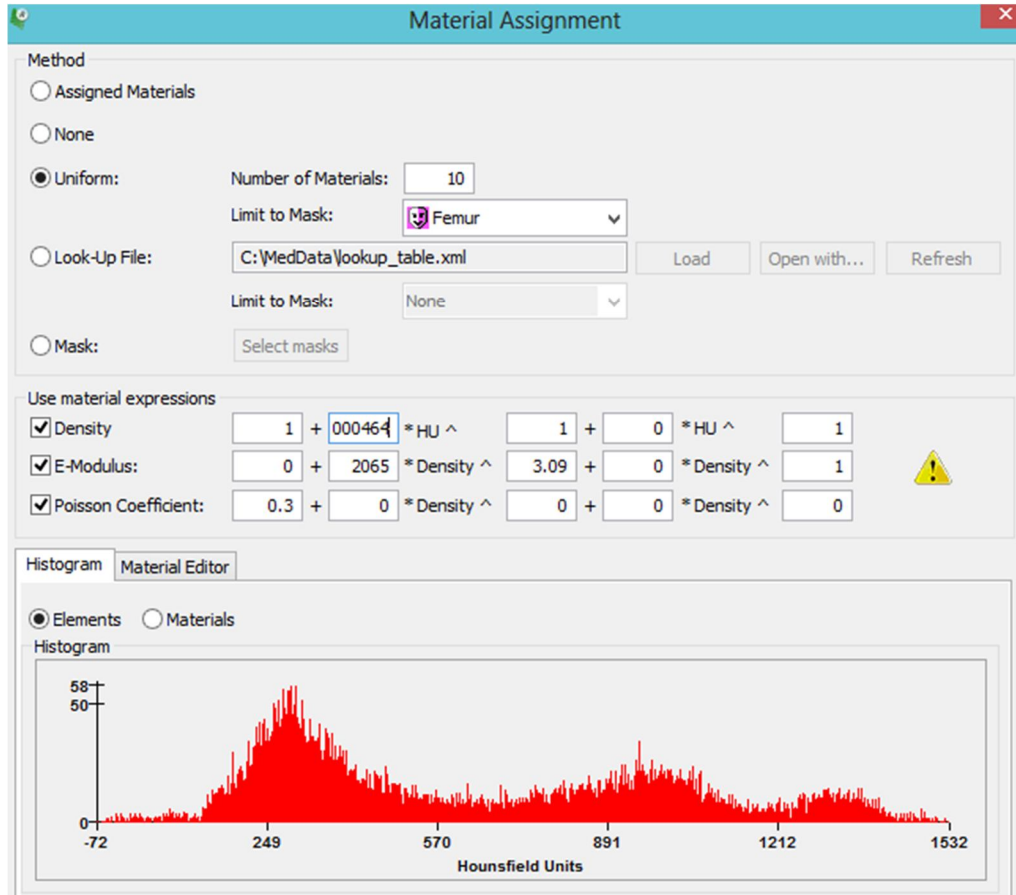 Material Assignment
Method
Assigned Materials
None
Uniform: Number of Materials: 10
Limit to Mask: Femur
Look-Up File: C:\MedData\lookup_table.xml Load Open with... Refresh
Limit to Mask: None
Mask: Select masks
Use material expressions
Density 1 + 000464 * HU ^ 1 + 0 * HU ^ 1
E-Modulus: 0 + 2065 * Density ^ 3.09 + 0 * Density ^ 1
Poisson Coefficient: 0.3 + 0 * Density ^ 0 + 0 * Density ^ 0
Histogram Material Editor
Elements Materials
Histogram
58
50
0
-72 249 570 891 1212 1532
Hounsfield Units